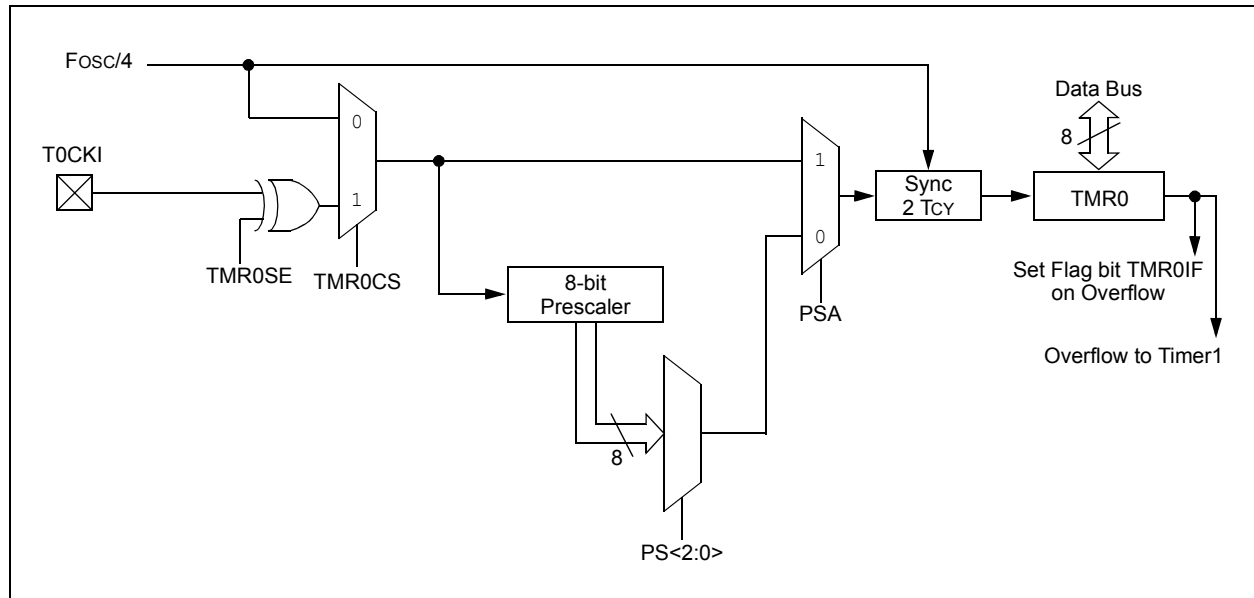 FOSC/4
Data Bus
8
T0CKI
0
1
1
0
Sync
2 TCY
TMR0
TMR0SE
TMR0CS
8-bit
Prescaler
PSA
Set Flag bit TMR0IF
on Overflow
Overflow to Timer1
8
PS<2:0>